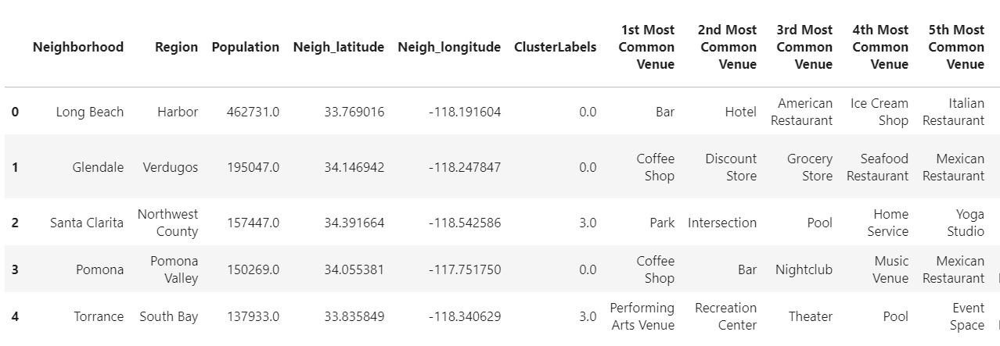 Neighborhood Region Population Neigh_latitude Neigh_longitude ClusterLabels 1st Most Common Venue 2nd Most Common Venue 3rd Most Common Venue 4th Most Common Venue 5th Most Common Venue
0 Long Beach Harbor 462731.0 33.769016 -118.191604 0.0 Bar Hotel American Restaurant Ice Cream Shop Italian Restaurant
1 Glendale Verdugos 195047.0 34.146942 -118.247847 0.0 Coffee Shop Discount Store Grocery Store Seafood Restaurant Mexican Restaurant
2 Santa Clarita Northwest County 157447.0 34.391664 -118.542586 3.0 Park Intersection Pool Home Service Yoga Studio
3 Pomona Pomona Valley 150269.0 34.055381 -117.751750 0.0 Coffee Shop Bar Nightclub Music Venue Mexican Restaurant
4 Torrance South Bay 137933.0 33.835849 -118.340629 3.0 Performing Arts Venue Recreation Center Theater Pool Event Space